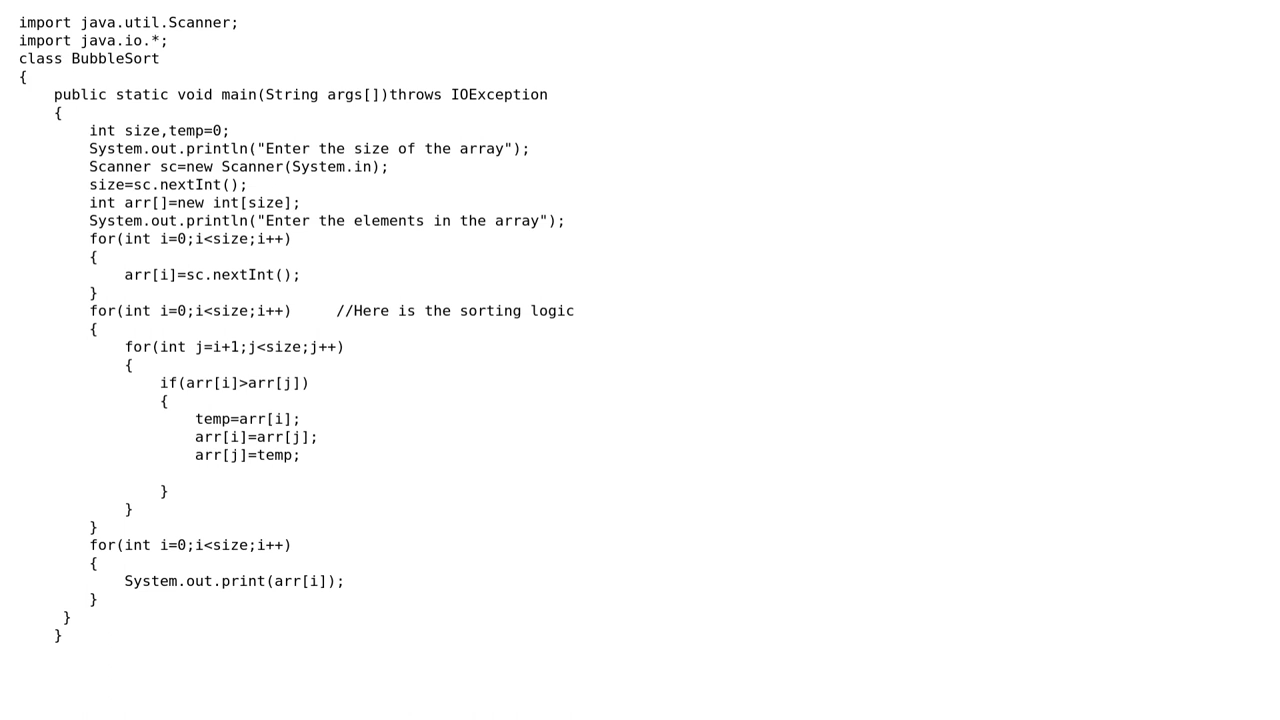 import java.util.Scanner;
import java.io.*;
class BubbleSort
{
    public static void main(String args[])throws IOException
    {
        int size,temp=0;
        System.out.println("Enter the size of the array");
        Scanner sc=new Scanner(System.in);
        size=sc.nextInt();
        int arr[]=new int[size];
        System.out.println("Enter the elements in the array");
        for(int i=0;i<size;i++)
        {
            arr[i]=sc.nextInt();
        }
        for(int i=0;i<size;i++)     //Here is the sorting logic
        {
            for(int j=i+1;j<size;j++)
            {
                if(arr[i]>arr[j])
                {
                    temp=arr[i];
                    arr[i]=arr[j];
                    arr[j]=temp;

                }
            }
        }
        for(int i=0;i<size;i++)
        {
            System.out.print(arr[i]);
        }
     }
    }